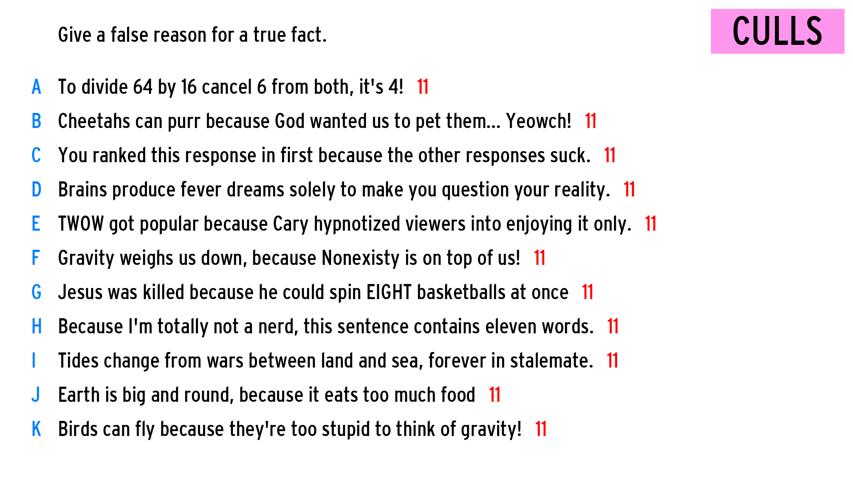 Give a false reason for a true fact.
CULLS
A To divide 64 by 16 cancel 6 from both, it's 4! 11
B Cheetahs can purr because God wanted us to pet them... Yeowch! 11
C You ranked this response in first because the other responses suck. 11
D Brains produce fever dreams solely to make you question your reality. 11
E TWOW got popular because Cary hypnotized viewers into enjoying it only. 11
F Gravity weighs us down, because Nonexisty is on top of us! 11
G Jesus was killed because he could spin EIGHT basketballs at once 11
H Because I'm totally not a nerd, this sentence contains eleven words. 11
I Tides change from wars between land and sea, forever in stalemate. 11
J Earth is big and round, because it eats too much food 11
K Birds can fly because they're too stupid to think of gravity! 11